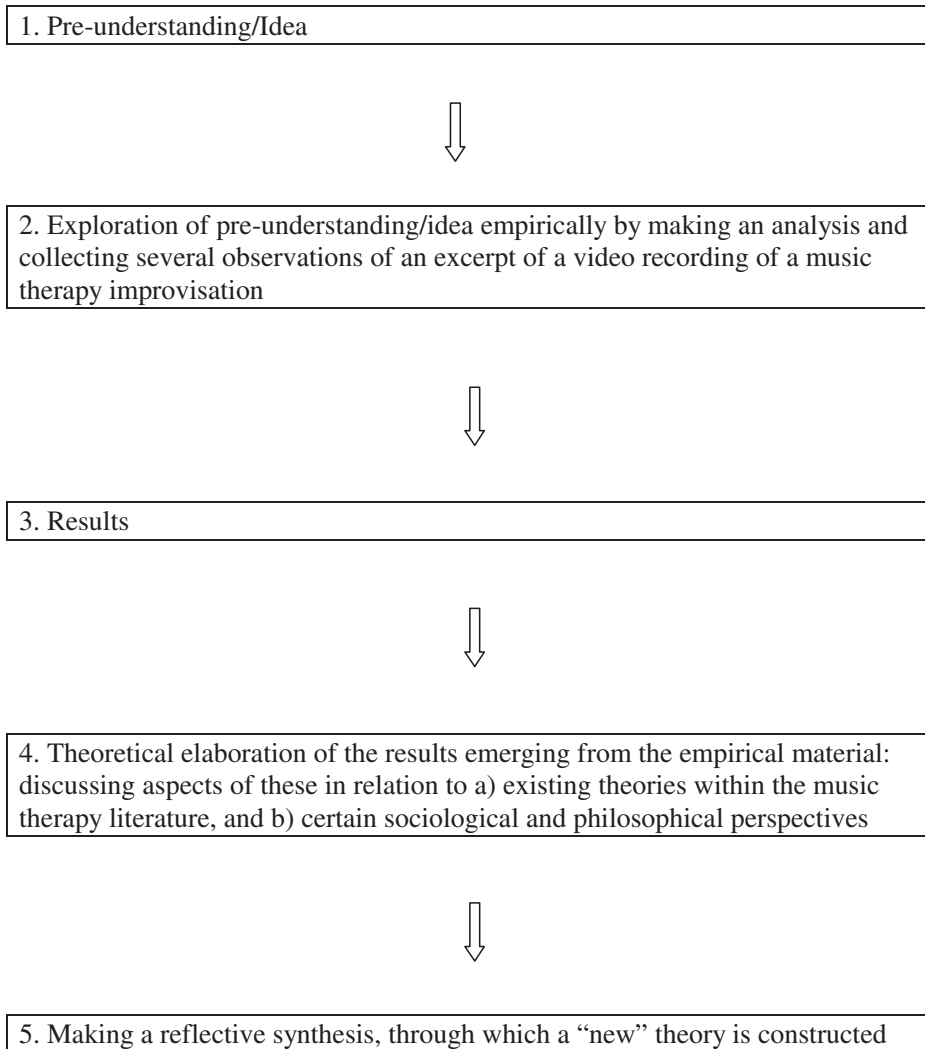 1. Pre-understanding/Idea
2. Exploration of pre-understanding/idea empirically by making an analysis and
collecting several observations of an excerpt of a video recording of a music
therapy improvisation
3. Results
4. Theoretical elaboration of the results emerging from the empirical material:
discussing aspects of these in relation to a) existing theories within the music
therapy literature, and b) certain sociological and philosophical perspectives
5. Making a reflective synthesis, through which a “new” theory is constructed